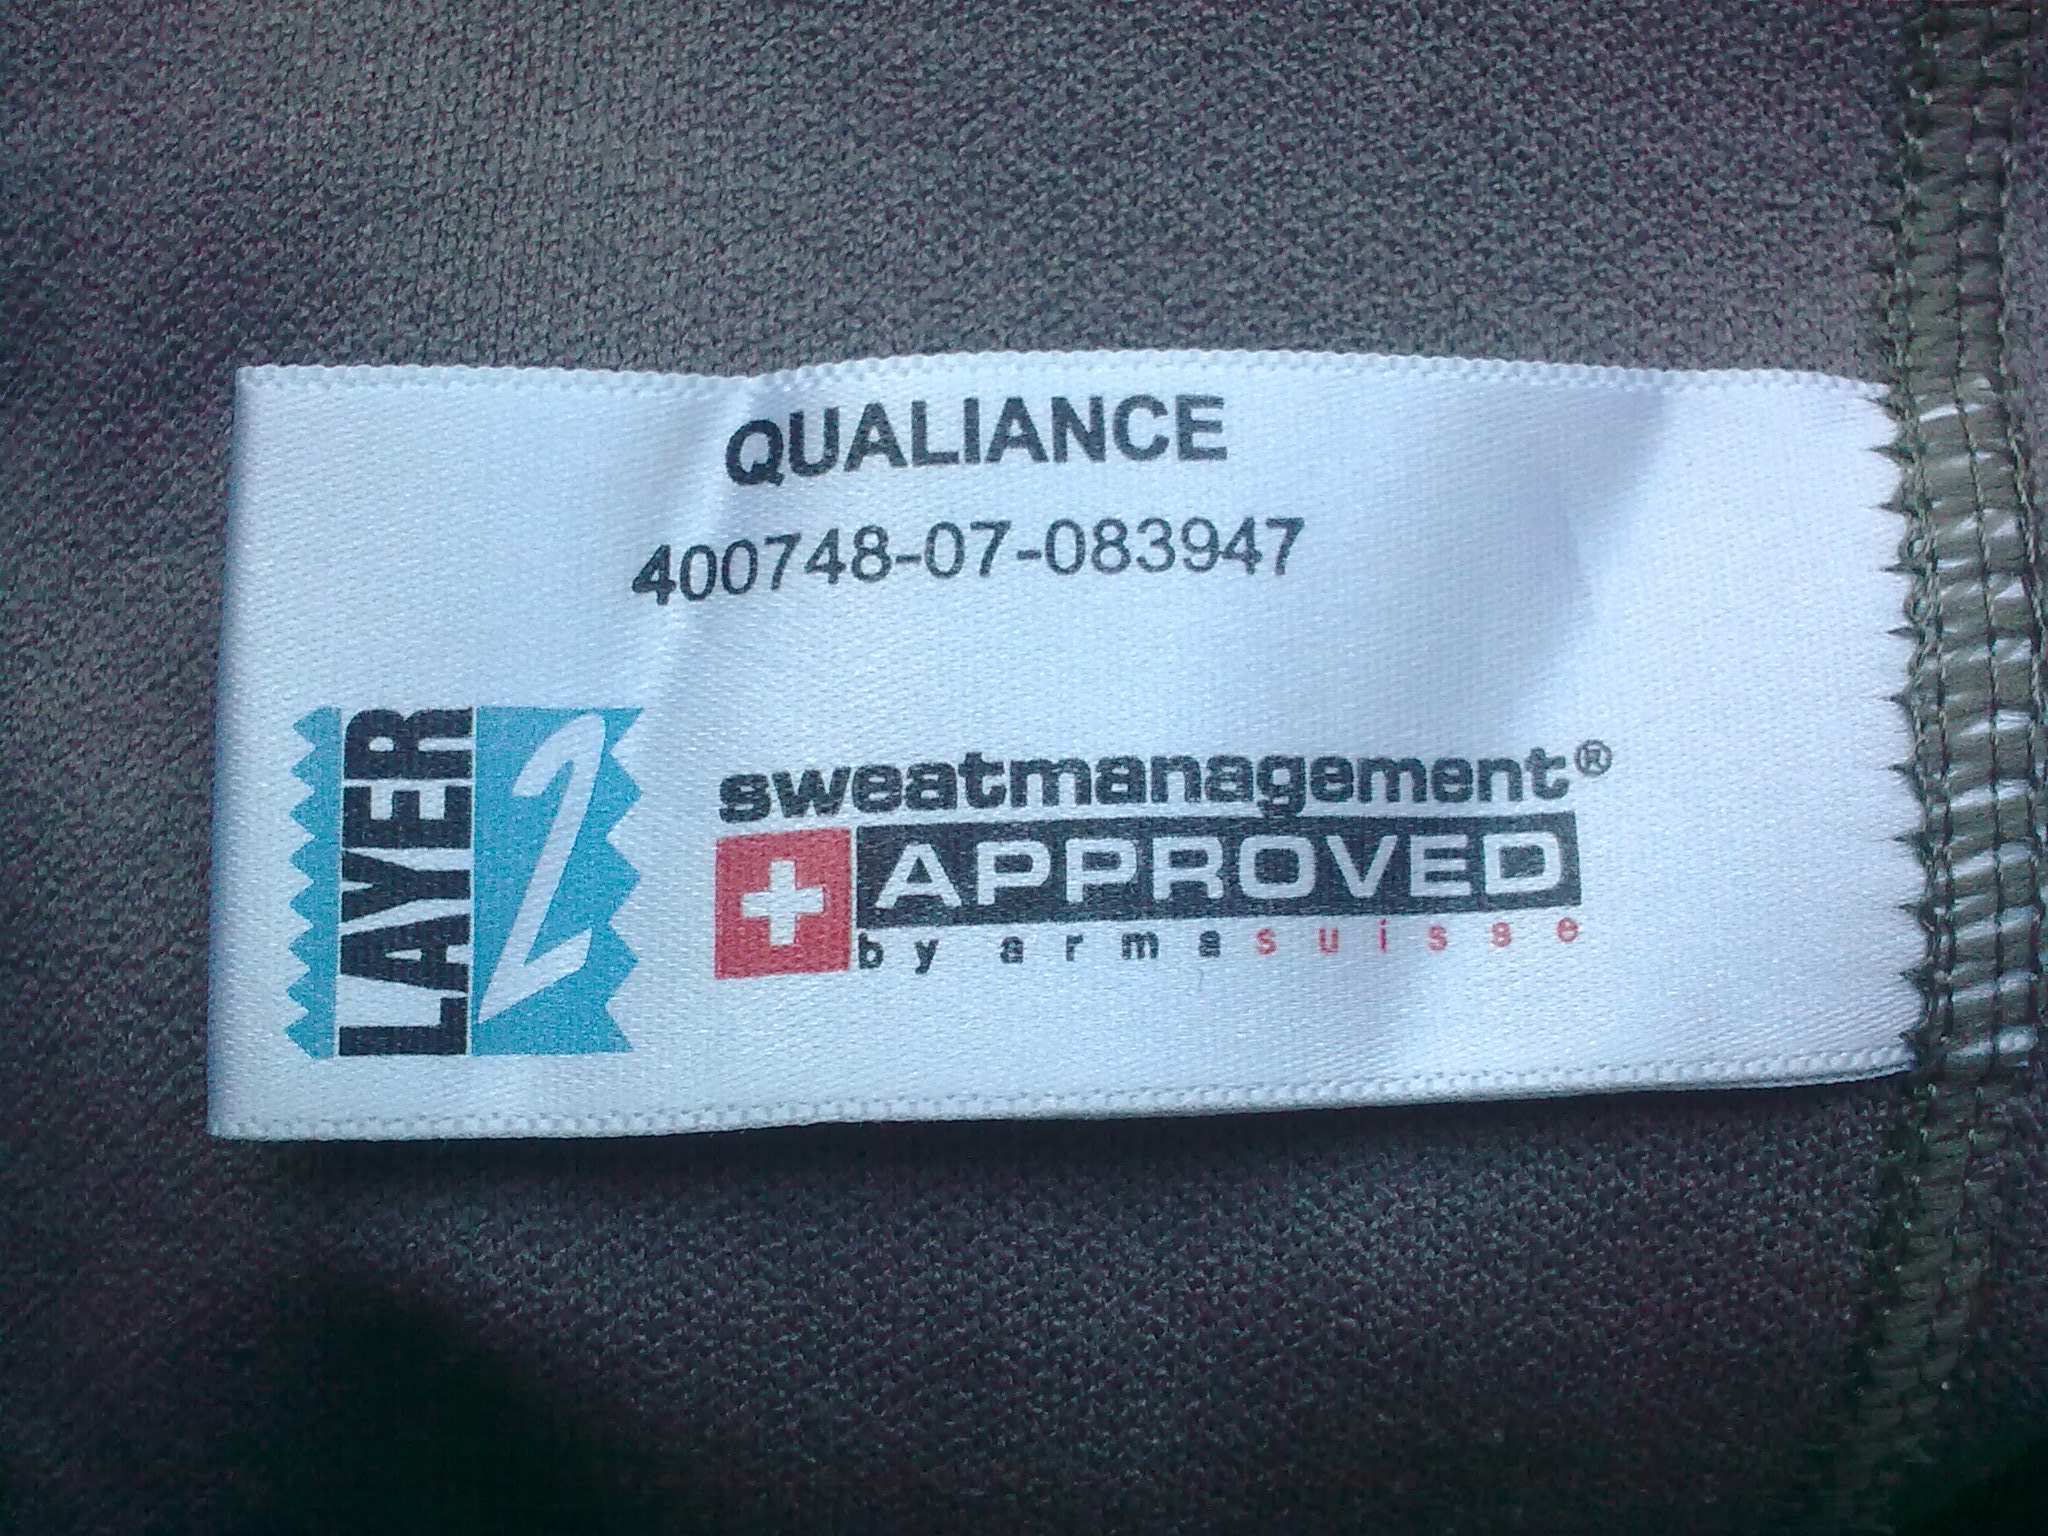 QUALIANCE
400748-07-083947
LAYER 2
sweatmanagement®
APPROVED
by armasuisse